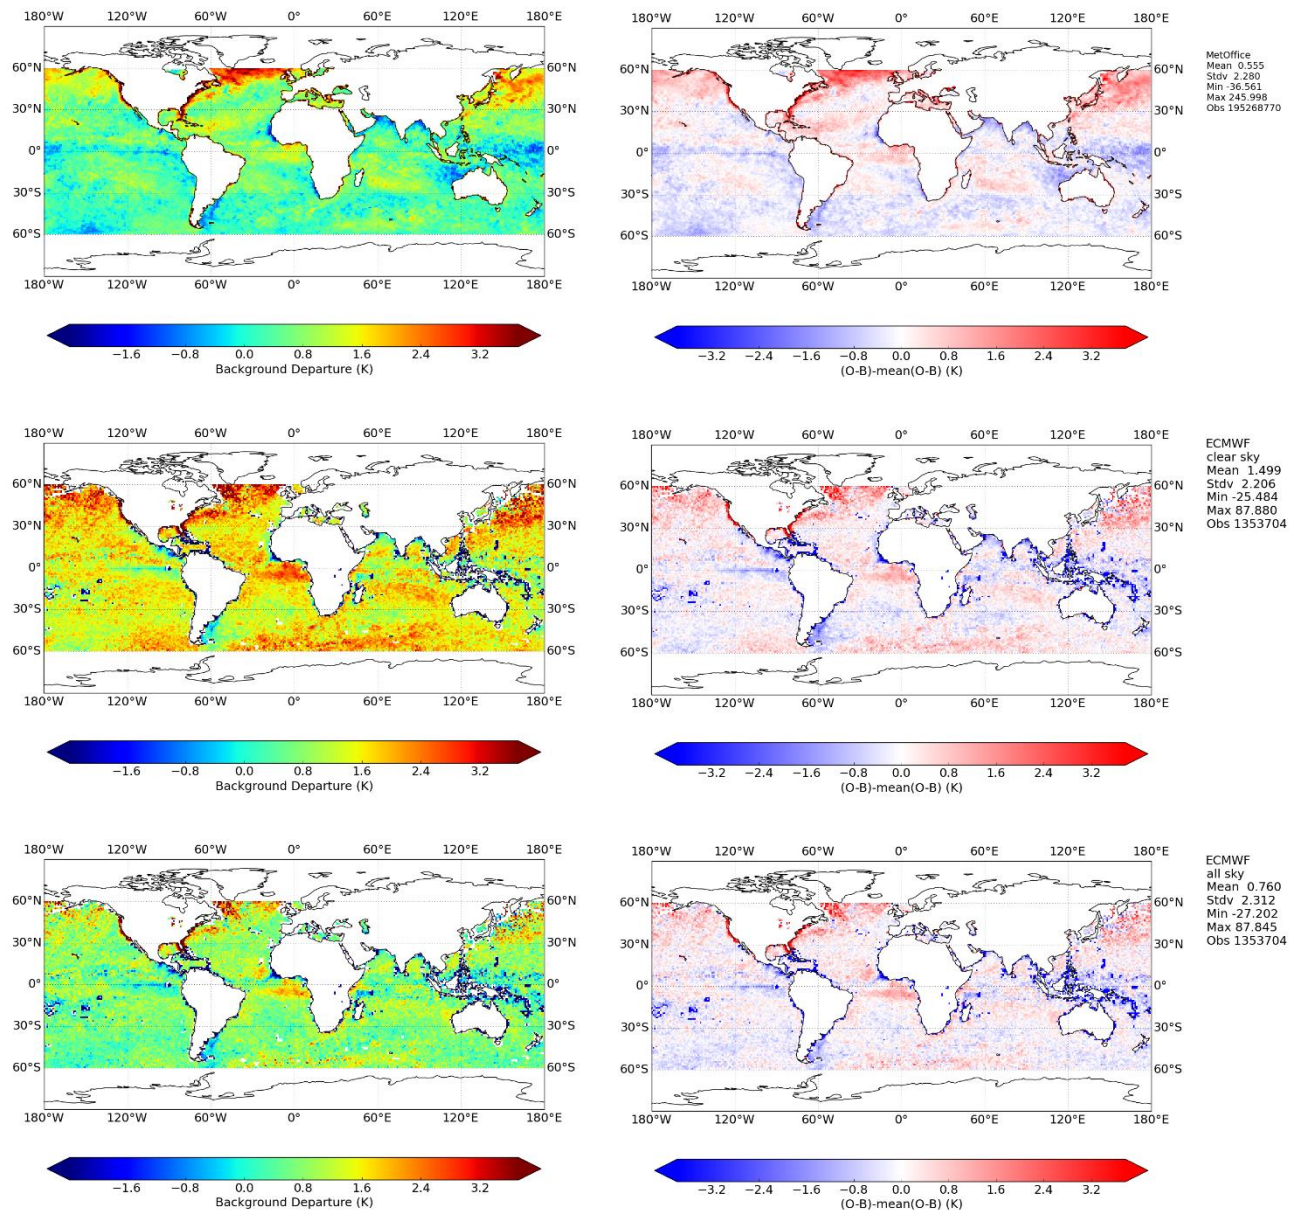 180°W 120°W 60°W 0° 60°E 120°E 180°E
180°W 120°W 60°W 0° 60°E 120°E 180°E
60°N 60°N
30°N 30°N
0° 0°
30°S 30°S
60°S 60°S
180°W 120°W 60°W 0° 60°E 120°E 180°E
−1.6 −0.8 0.0 0.8 1.6 2.4 3.2
Background Departure (K)
60°N 60°N
30°N 30°N
0° 0°
30°S 30°S
60°S 60°S
180°W 120°W 60°W 0° 60°E 120°E 180°E
−3.2 −2.4 −1.6 −0.8 0.0 0.8 1.6 2.4 3.2
(O-B)-mean(O-B) (K)
MetOffice
Mean 0.555
Stdv 2.280
Min -36.561
Max 245.998
Obs 195268770
180°W 120°W 60°W 0° 60°E 120°E 180°E
60°N 60°N
30°N 30°N
0° 0°
30°S 30°S
60°S 60°S
180°W 120°W 60°W 0° 60°E 120°E 180°E
−1.6 −0.8 0.0 0.8 1.6 2.4 3.2
Background Departure (K)
180°W 120°W 60°W 0° 60°E 120°E 180°E
60°N 60°N
30°N 30°N
0° 0°
30°S 30°S
60°S 60°S
180°W 120°W 60°W 0° 60°E 120°E 180°E
−3.2 −2.4 −1.6 −0.8 0.0 0.8 1.6 2.4 3.2
(O-B)-mean(O-B) (K)
ECMWF
clear sky
Mean 1.499
Stdv 2.206
Min -25.484
Max 87.880
Obs 1353704
180°W 120°W 60°W 0° 60°E 120°E 180°E
60°N 60°N
30°N 30°N
0° 0°
30°S 30°S
60°S 60°S
180°W 120°W 60°W 0° 60°E 120°E 180°E
−1.6 −0.8 0.0 0.8 1.6 2.4 3.2
Background Departure (K)
180°W 120°W 60°W 0° 60°E 120°E 180°E
60°N 60°N
30°N 30°N
0° 0°
30°S 30°S
60°S 60°S
180°W 120°W 60°W 0° 60°E 120°E 180°E
−3.2 −2.4 −1.6 −0.8 0.0 0.8 1.6 2.4 3.2
(O-B)-mean(O-B) (K)
ECMWF
all sky
Mean 0.760
Stdv 2.312
Min -27.202
Max 87.845
Obs 1353704